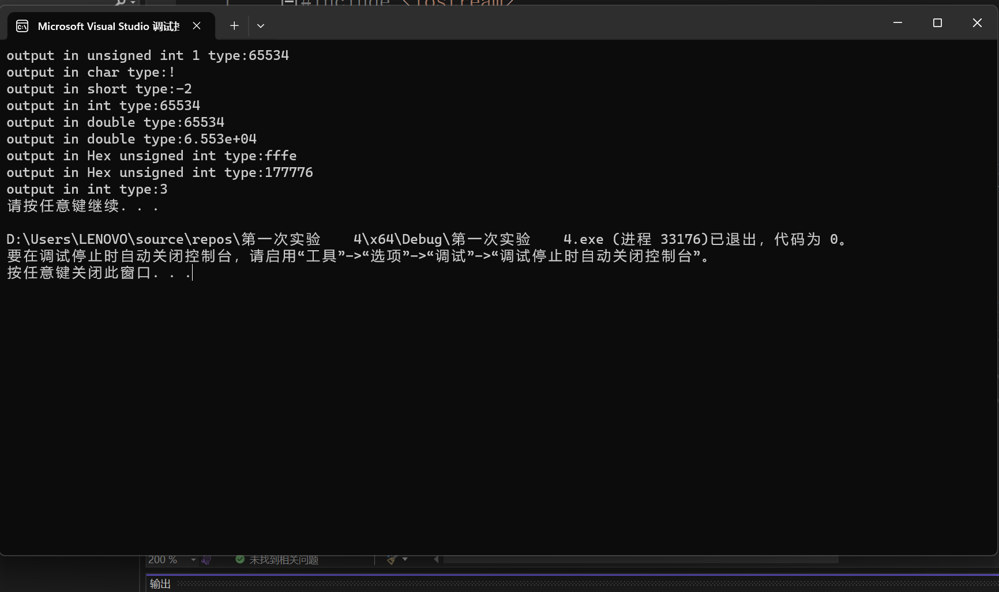 #include <iostream>
Microsoft Visual Studio 调试
output in unsigned int 1 type:65534
output in char type:!
output in short type:-2
output in int type:65534
output in double type:65534
output in double type:6.553e+04
output in Hex unsigned int type:fffe
output in Hex unsigned int type:177776
output in int type:3
请按任意键继续. . .
D:\Users\LENOVO\source\repos\第一次实验    4\x64\Debug\第一次实验    4.exe (进程 33176)已退出，代码为 0。
要在调试停止时自动关闭控制台，请启用“工具”->“选项”->“调试”->“调试停止时自动关闭控制台”。
按任意键关闭此窗口. . .
200 %
未找到相关问题
输出